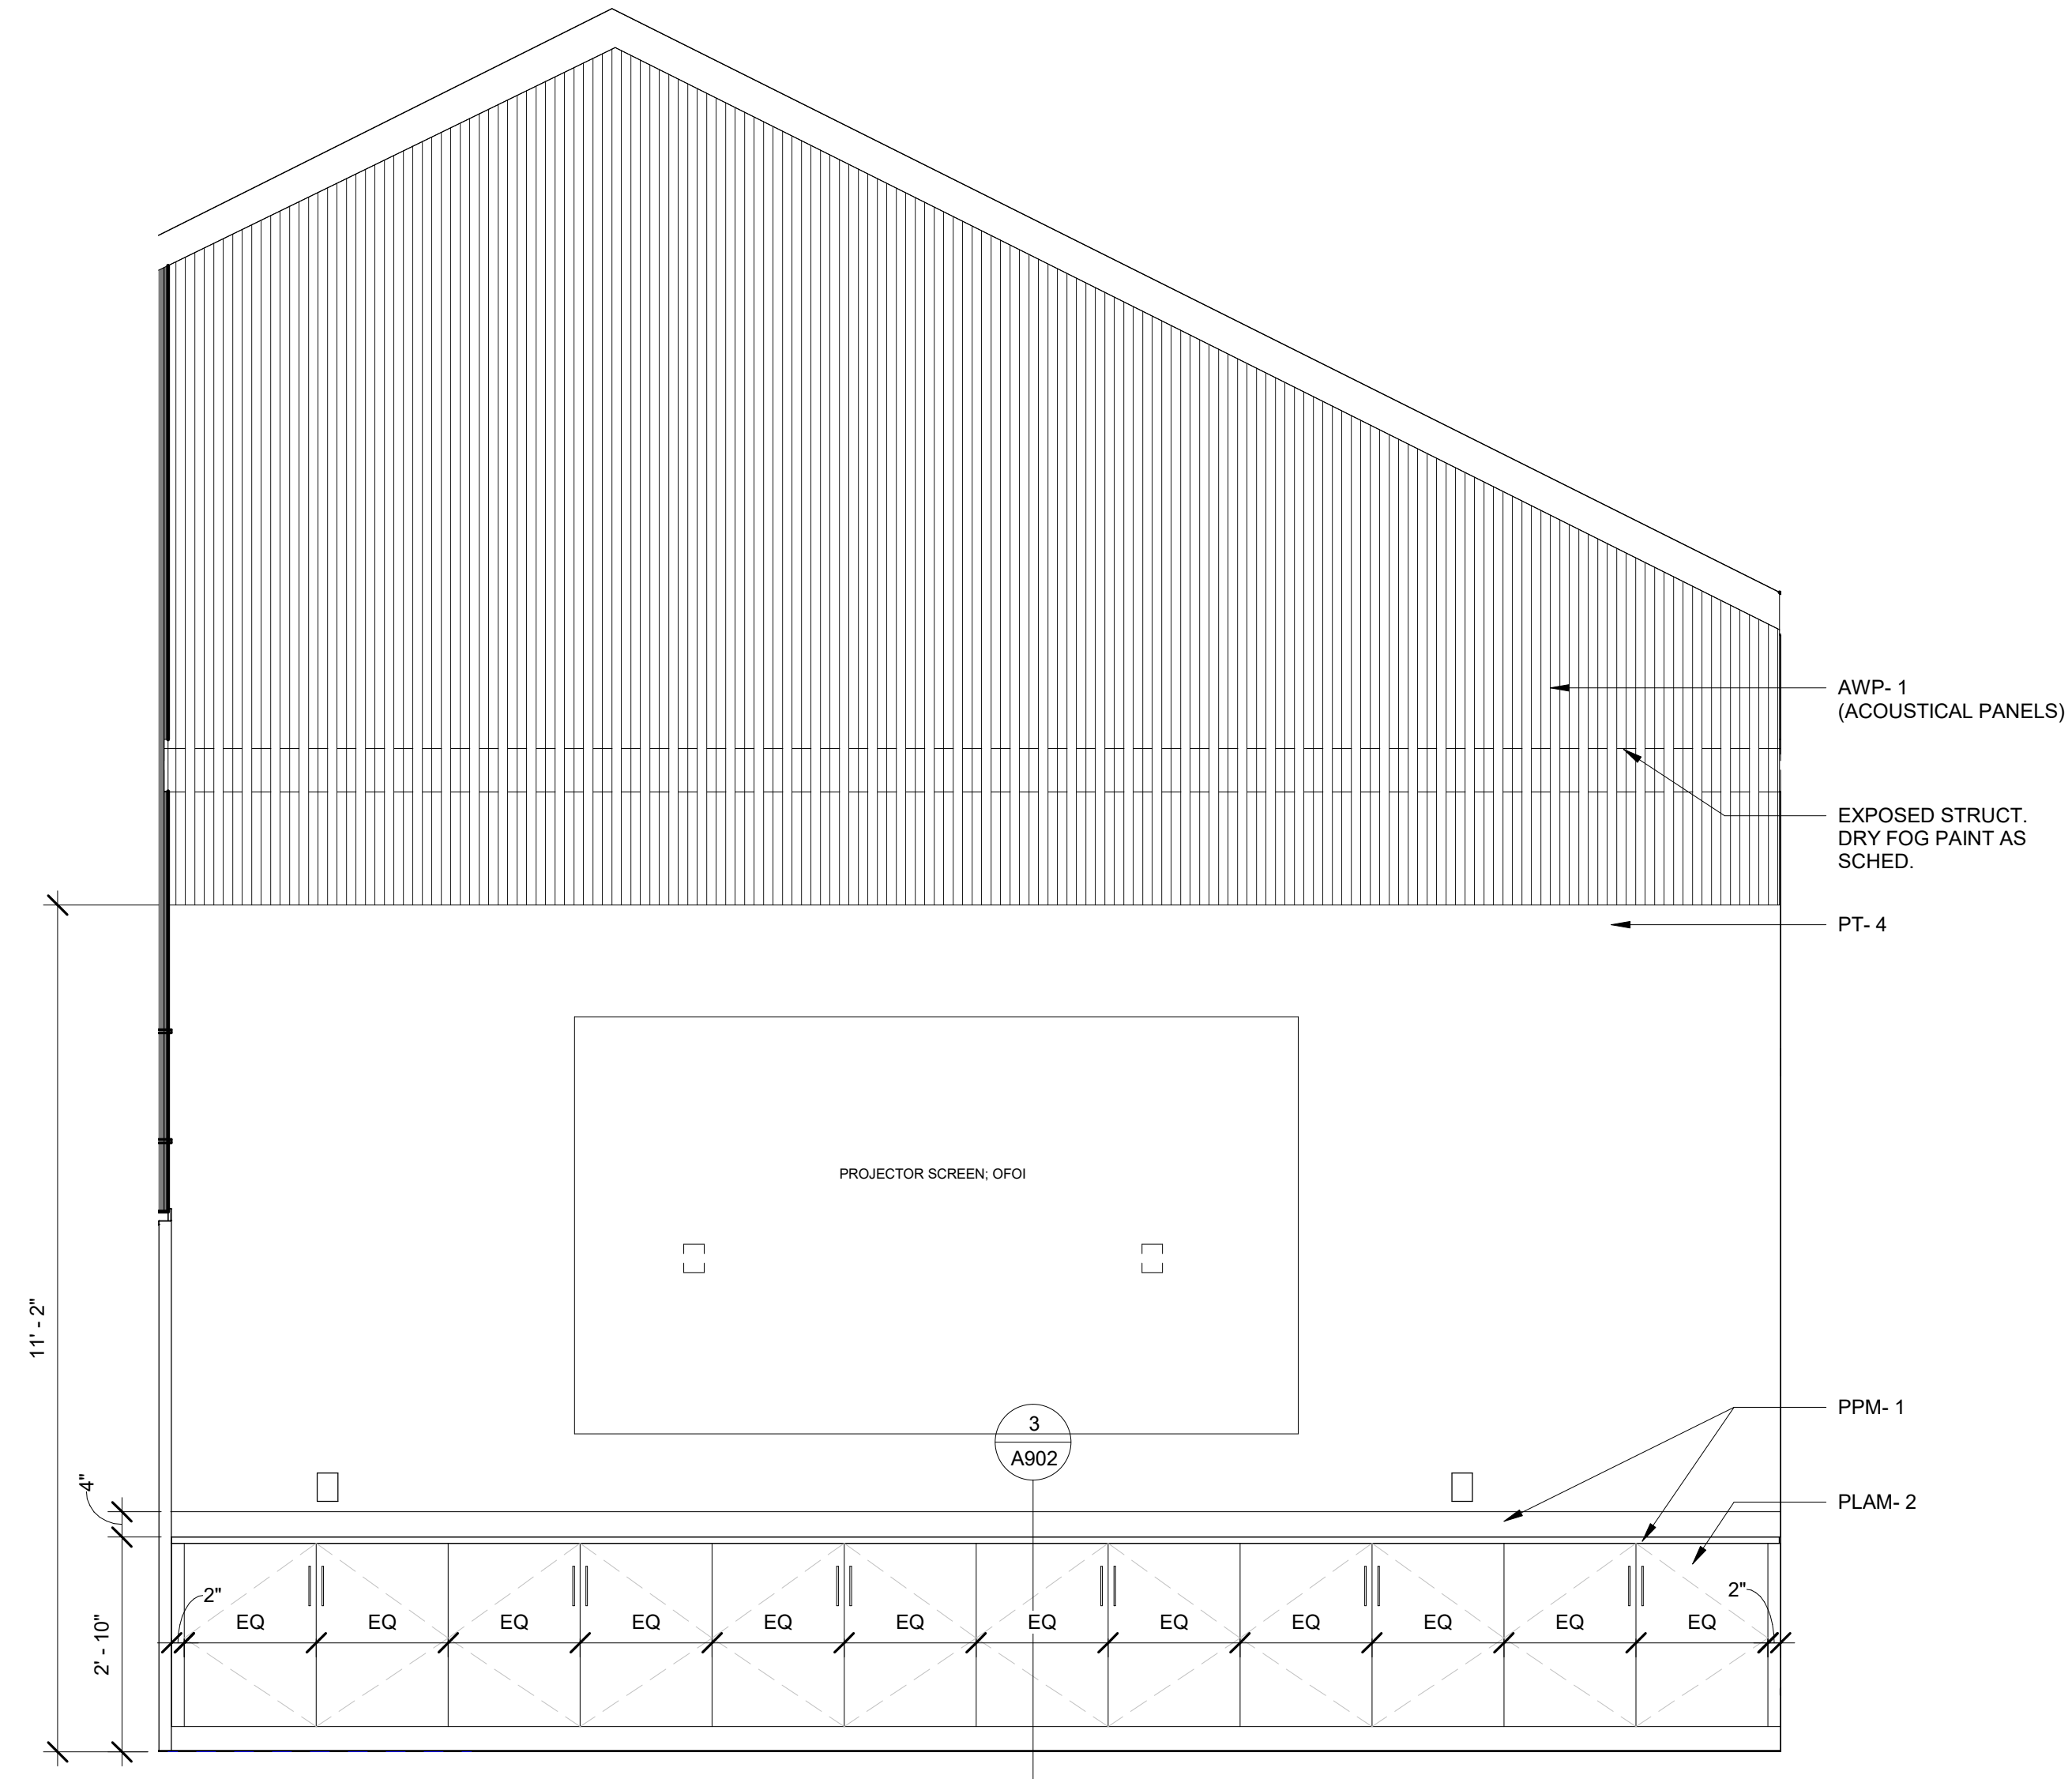 AWP- 1
(ACOUSTICAL PANELS)
EXPOSED STRUCT.
DRY FOG PAINT AS
SCHED.
PT- 4
PROJECTOR SCREEN; OFOI
11' - 2"
3
A902
PPM- 1
4"
PLAM- 2
2' - 10"
2"
2"
EQ EQ EQ EQ EQ EQ EQ EQ EQ EQ EQ EQ